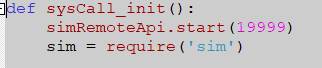 def sysCall_init():
    simRemoteApi.start(19999)
    sim = require('sim')